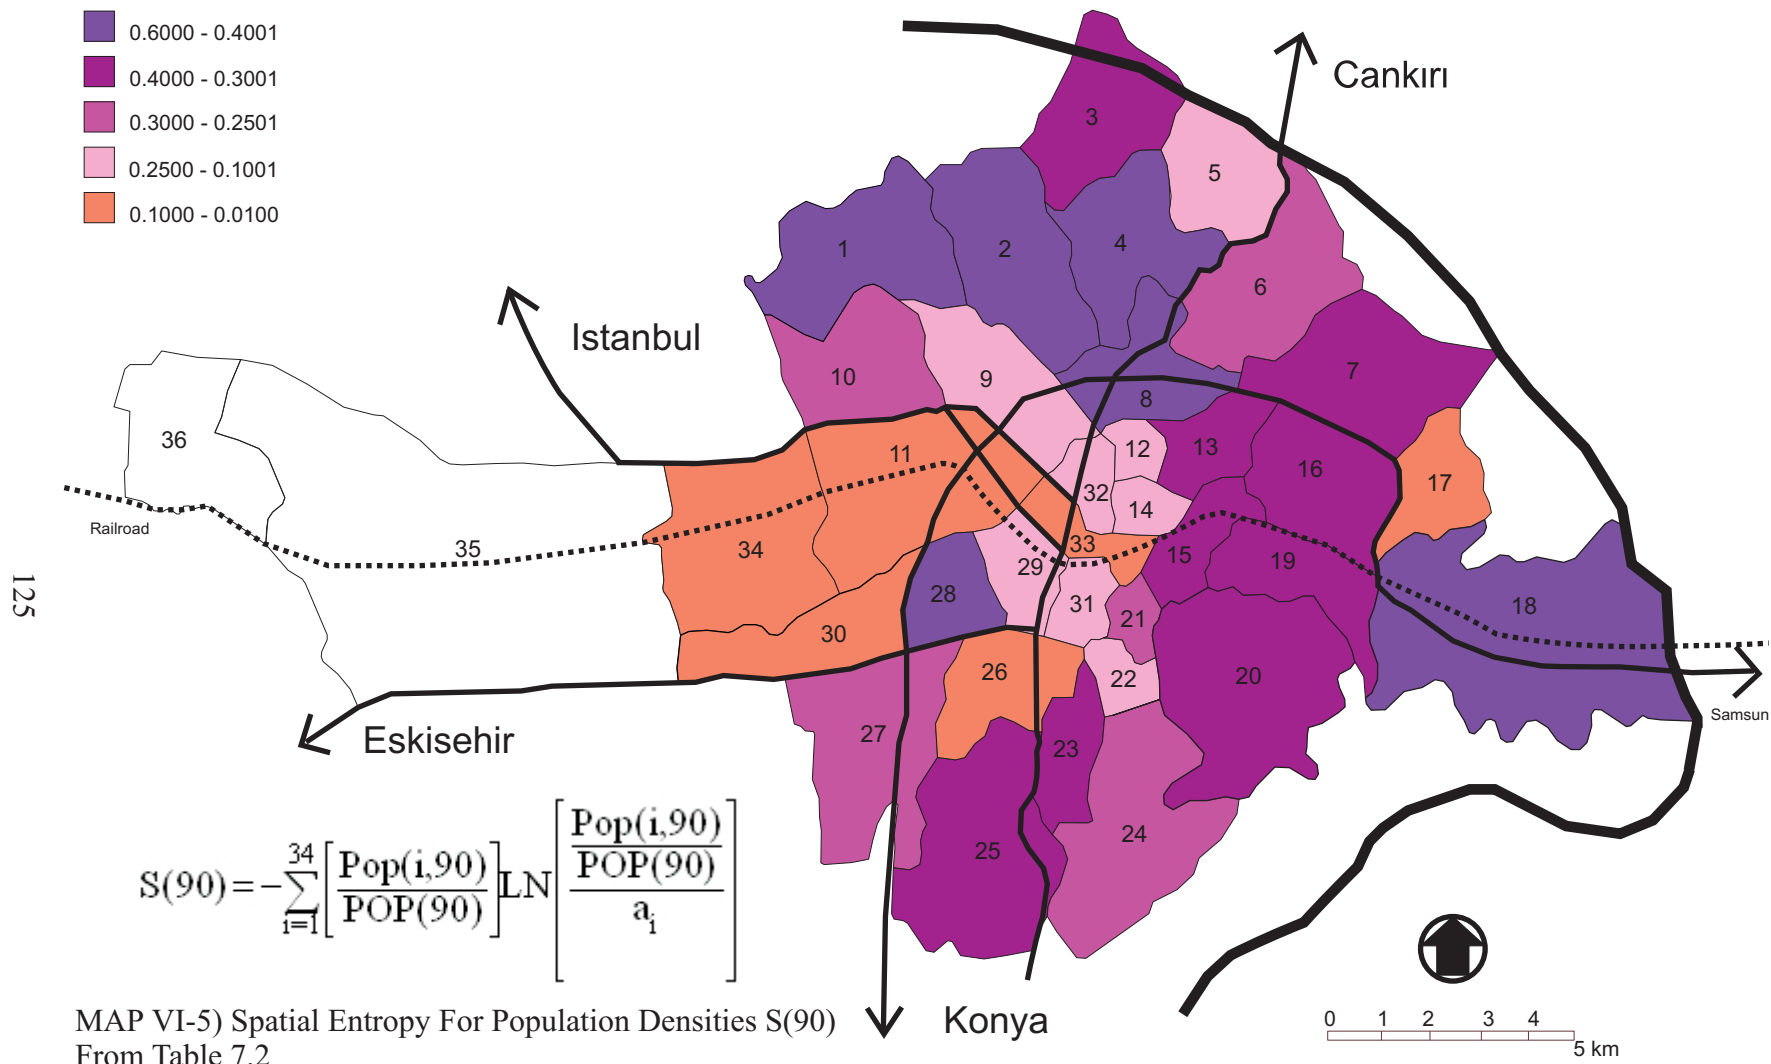 0.6000 - 0.4001
0.4000 - 0.3001
0.3000 - 0.2501
0.2500 - 0.1001
0.1000 - 0.0100
Cankırı
Istanbul
Railroad
Samsun
Eskisehir
Konya
1
2
3
4
5
6
7
8
9
10
11
12
13
14
15
16
17
18
19
20
21
22
23
24
25
26
27
28
29
30
31
32
33
34
35
36
125
S(90) = -∑_{i=1}^{34} [Pop(i,90) / POP(90)] LN [(Pop(i,90) / POP(90)) / a_i]
MAP VI-5) Spatial Entropy For Population Densities S(90)
From Table 7.2
0 1 2 3 4
5 km